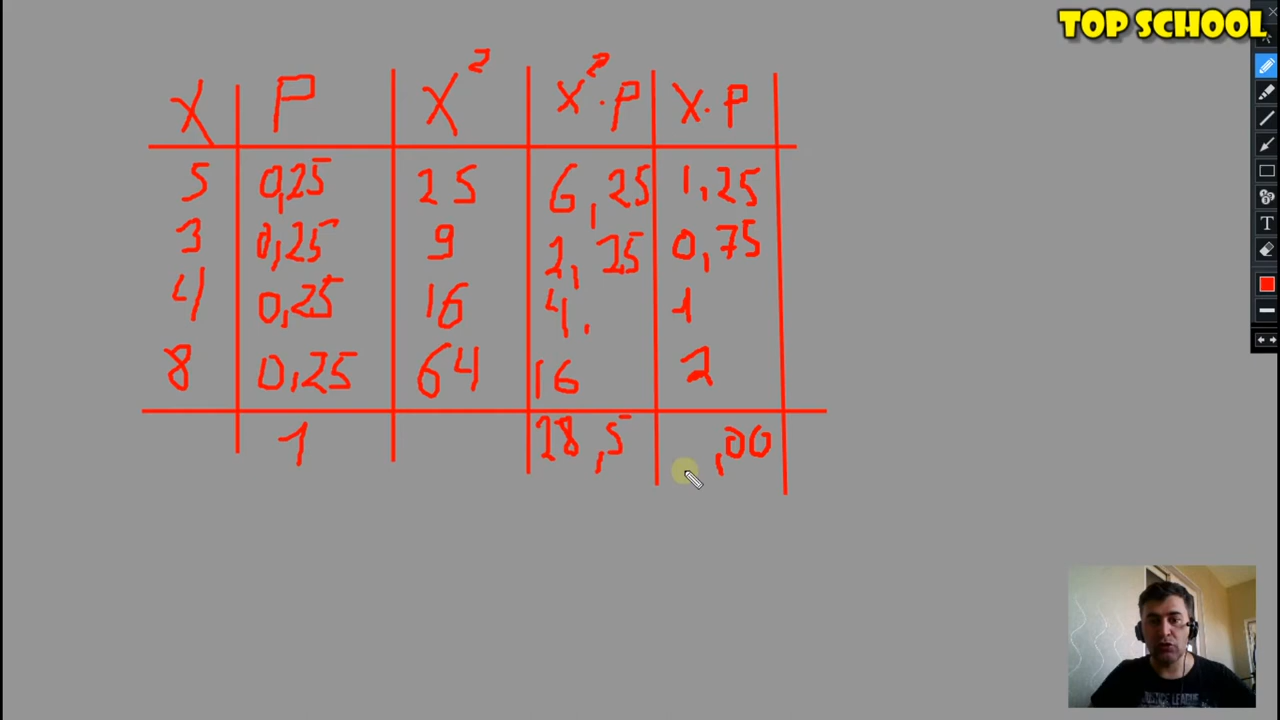 TOP SCHOOL
X P X² X²·P X·P
5 0,25 25 6,25 1,25
3 0,25 9 2,25 0,75
4 0,25 16 4, 1
8 0,25 64 16 2
1 28,5 ,00